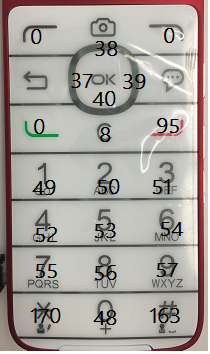 0 0
38
37 OK 39
40
0 8 95
1 2 3
49 50 51
4 5 6
GHI JKL MNO
52 53 54
7 8 9
PQRS TUV WXYZ
55 56 57
0 #
170 48 163
+